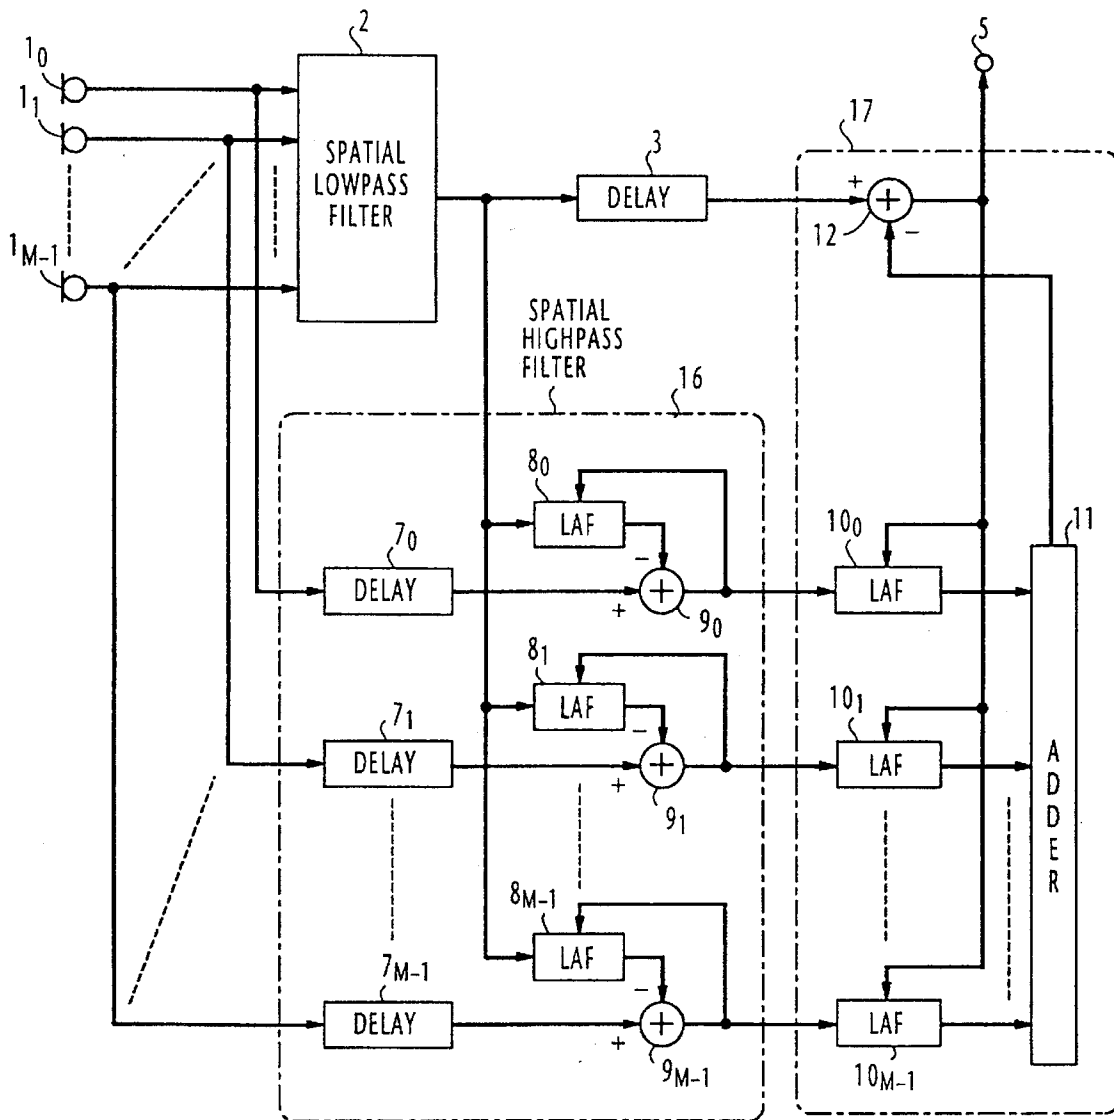 2
5
1₀
1₁
17
3
SPATIAL
LOWPASS
FILTER
DELAY
+
+
12
−
1M-1
SPATIAL
HIGHPASS
FILTER
16
8₀
LAF
−
10₀
11
7₀
DELAY
+
+
9₀
LAF
8₁
LAF
−
10₁
7₁
DELAY
+
+
9₁
LAF
ADDER
8M-1
LAF
−
7M-1
DELAY
+
+
9M-1
LAF
10M-1